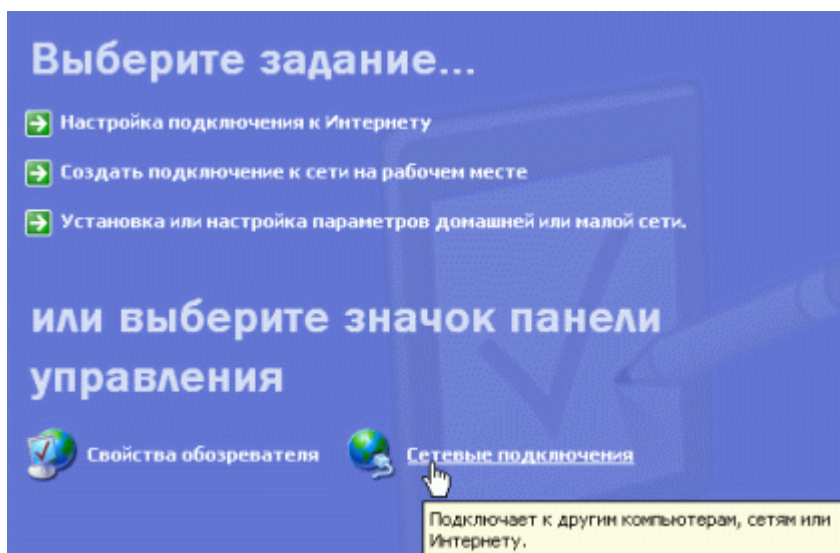 Выберите задание...
Настройка подключения к Интернету
Создать подключение к сети на рабочем месте
Установка или настройка параметров домашней или малой сети.
или выберите значок панели
управления
Свойства обозревателя
Сетевые подключения
Подключает к другим компьютерам, сетям или
Интернету.